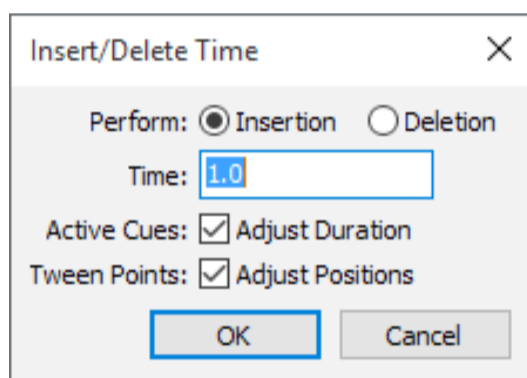 Insert/Delete Time
Perform: Insertion Deletion
Time: 1.0
Active Cues: Adjust Duration
Tween Points: Adjust Positions
OK Cancel